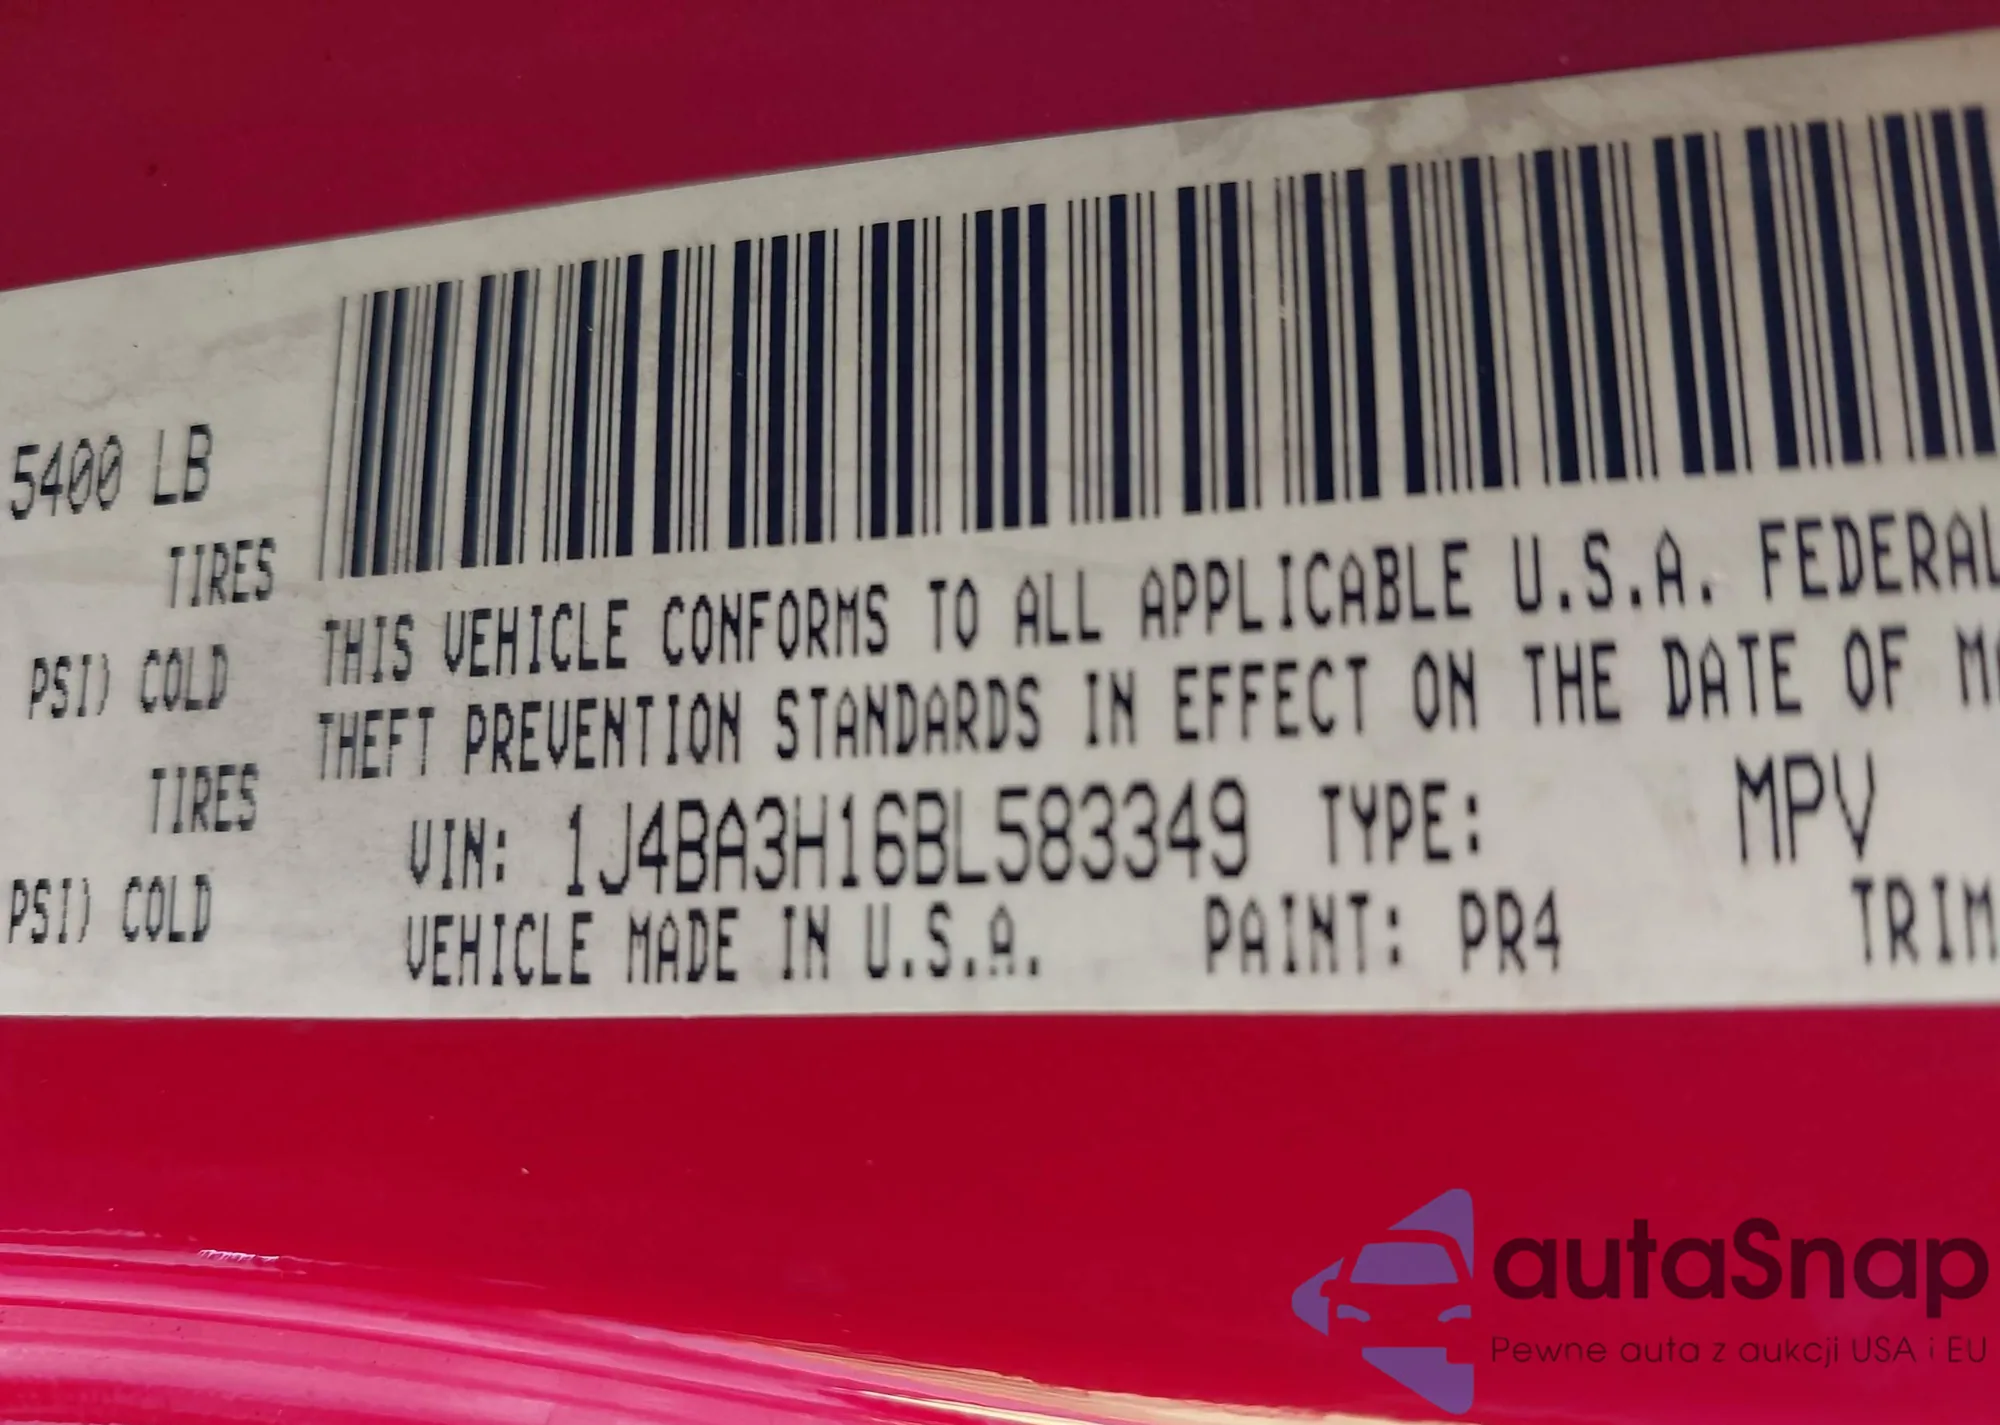 5400 LB
TIRES
PSI) COLD
TIRES
PSI) COLD
THIS VEHICLE CONFORMS TO ALL APPLICABLE U.S.A. FEDERAL
THEFT PREVENTION STANDARDS IN EFFECT ON THE DATE OF MA
VIN: 1J4BA3H16BL583349 TYPE: MPV
VEHICLE MADE IN U.S.A. PAINT: PR4 TRIM
autaSnap
Pewne auta z aukcji USA i EU